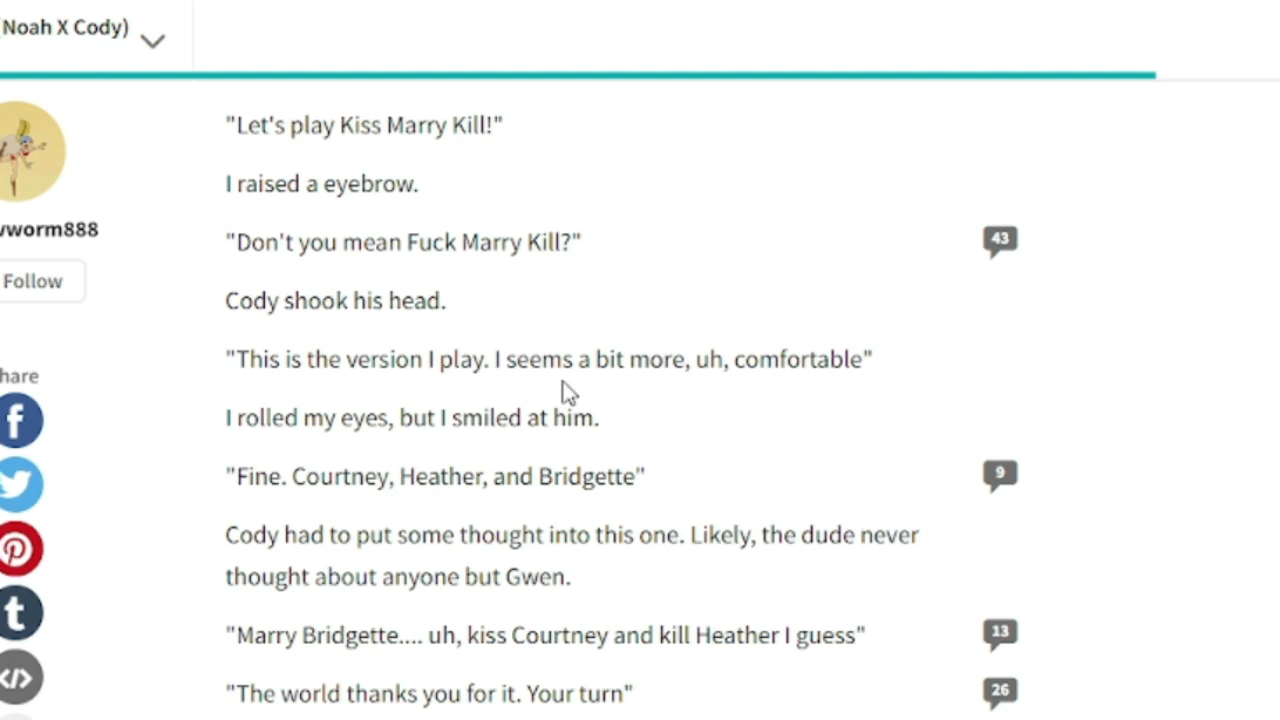 (Noah X Cody)
"Let's play Kiss Marry Kill!"
I raised a eyebrow.
"Don't you mean Fuck Marry Kill?"
43
Cody shook his head.
"This is the version I play. I seems a bit more, uh, comfortable"
I rolled my eyes, but I smiled at him.
"Fine. Courtney, Heather, and Bridgette"
9
Cody had to put some thought into this one. Likely, the dude never
thought about anyone but Gwen.
"Marry Bridgette.... uh, kiss Courtney and kill Heather I guess"
13
"The world thanks you for it. Your turn"
26
worm888
Follow
hare
f
t
</>